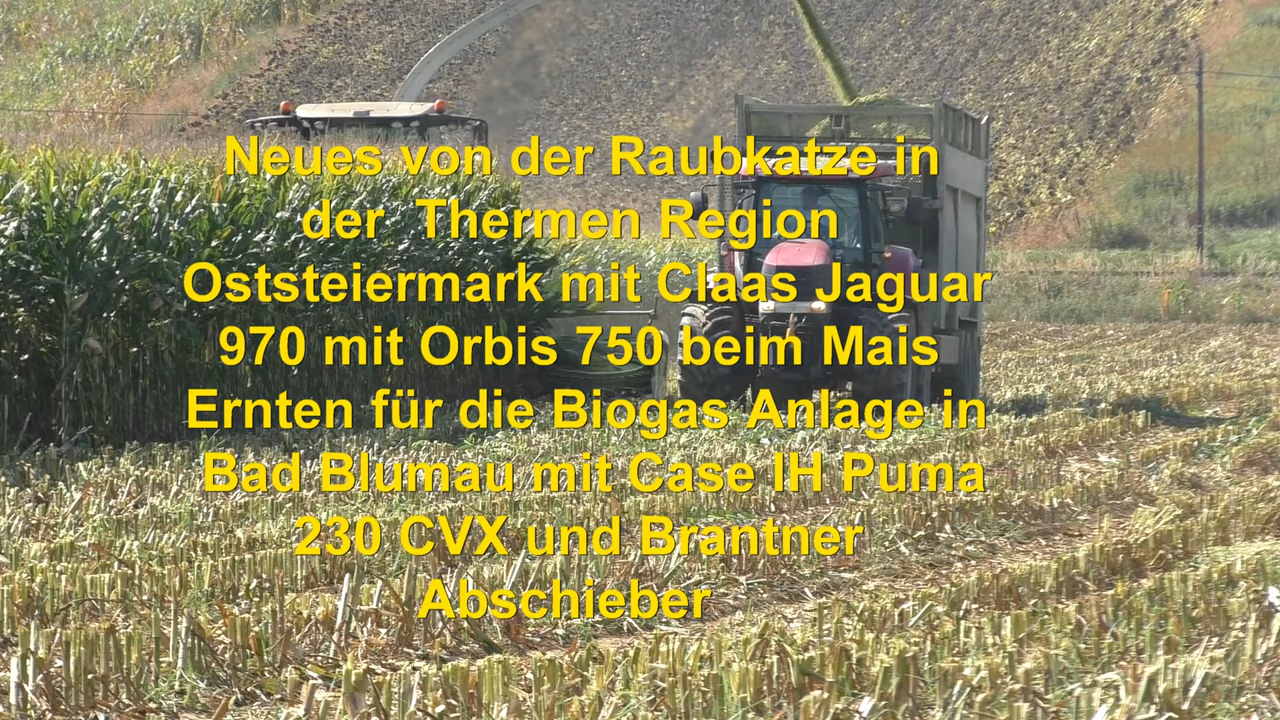 Neues von der Raubkatze in
der Thermen Region
Oststeiermark mit Claas Jaguar
970 mit Orbis 750 beim Mais
Ernten für die Biogas Anlage in
Bad Blumau mit Case IH Puma
230 CVX und Brantner
Abschieber